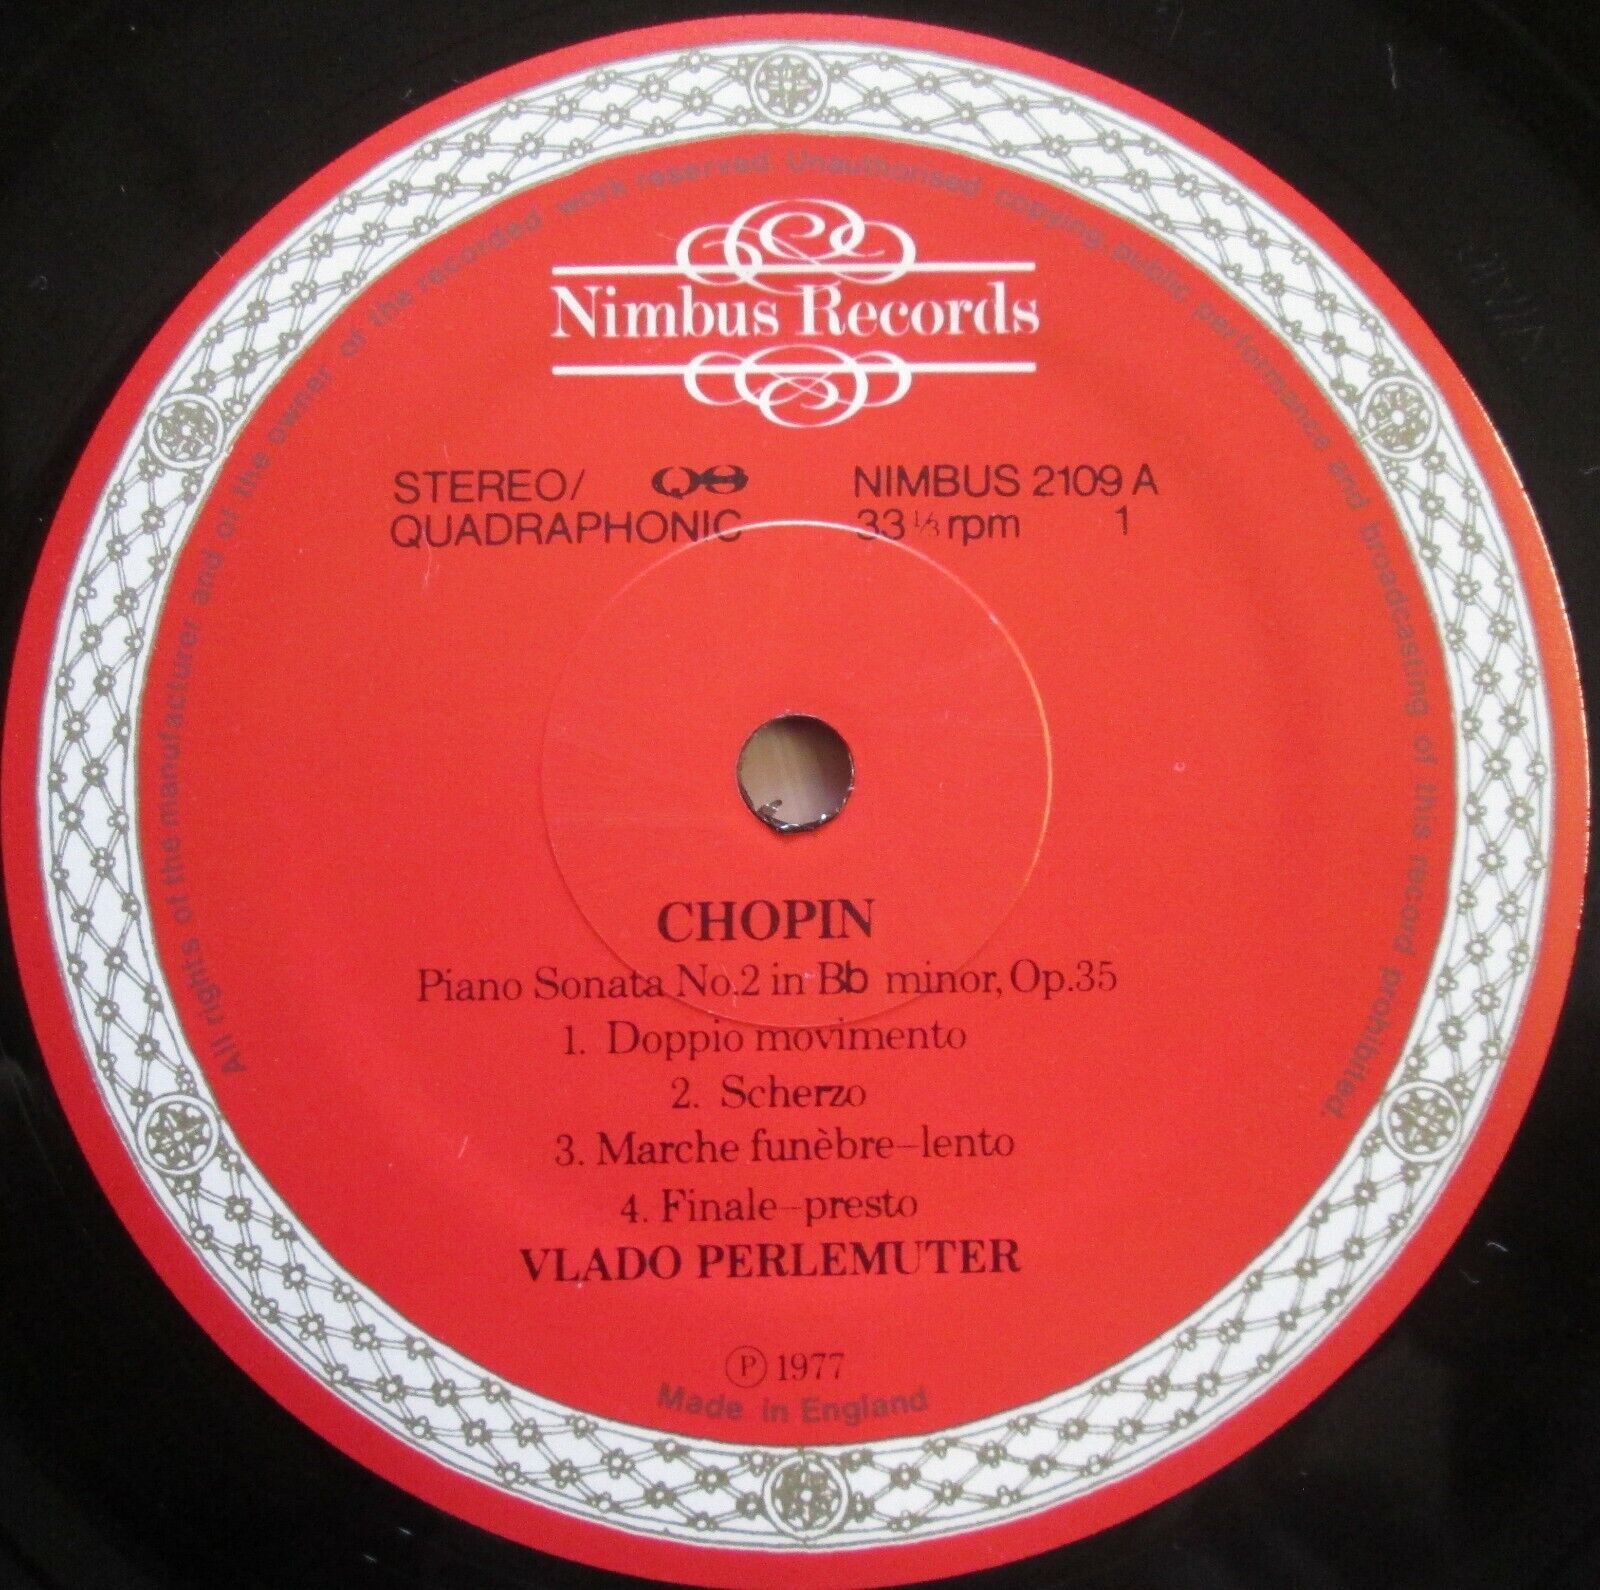 All rights of the manufacturer and of the owner of the recorded work reserved Unauthorised copying, public performance and broadcasting of this record prohibited.
Nimbus Records
STEREO/ QS NIMBUS 2109 A
QUADRAPHONIC 33 1/3 rpm 1
CHOPIN
Piano Sonata No.2 in Bb minor, Op.35
1. Doppio movimento
2. Scherzo
3. Marche funèbre–lento
4. Finale–presto
VLADO PERLEMUTER
Ⓟ 1977
Made in England